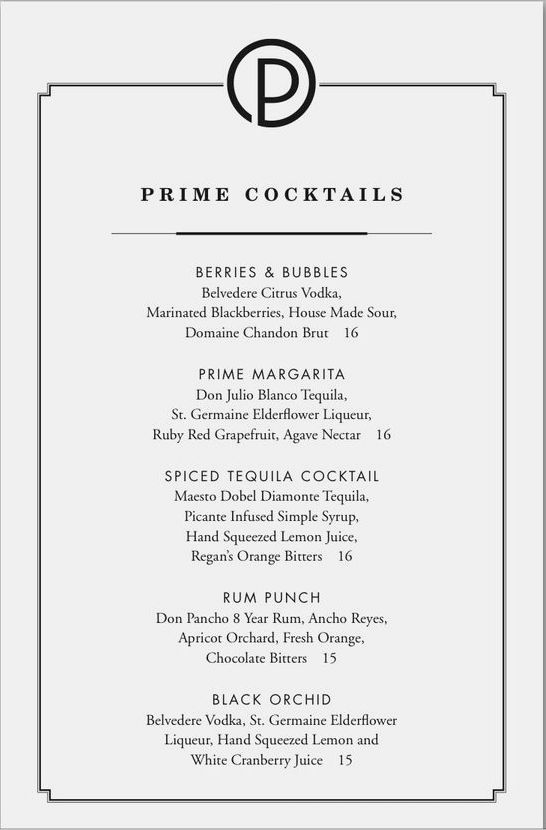 P
PRIME COCKTAILS
BERRIES & BUBBLES
Belvedere Citrus Vodka,
Marinated Blackberries, House Made Sour,
Domaine Chandon Brut 16
PRIME MARGARITA
Don Julio Blanco Tequila,
St. Germaine Elderflower Liqueur,
Ruby Red Grapefruit, Agave Nectar 16
SPICED TEQUILA COCKTAIL
Maesto Dobel Diamonte Tequila,
Picante Infused Simple Syrup,
Hand Squeezed Lemon Juice,
Regan's Orange Bitters 16
RUM PUNCH
Don Pancho 8 Year Rum, Ancho Reyes,
Apricot Orchard, Fresh Orange,
Chocolate Bitters 15
BLACK ORCHID
Belvedere Vodka, St. Germaine Elderflower
Liqueur, Hand Squeezed Lemon and
White Cranberry Juice 15